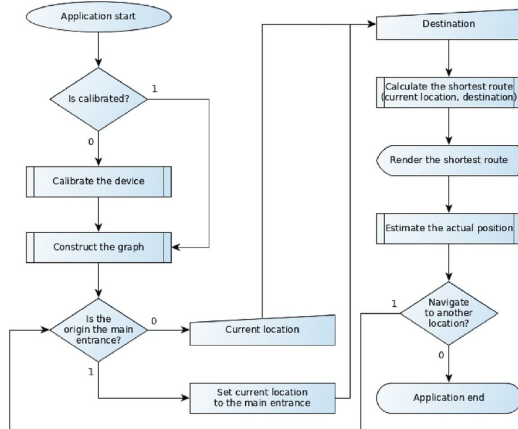 Application start
Is calibrated?
1
0
Calibrate the device
Construct the graph
Is the
origin the main
entrance?
0
1
Current location
Set current location
to the main entrance
Destination
Calculate the shortest route
(current location, destination)
Render the shortest route
Estimate the actual position
Navigate
to another
location?
1
0
Application end